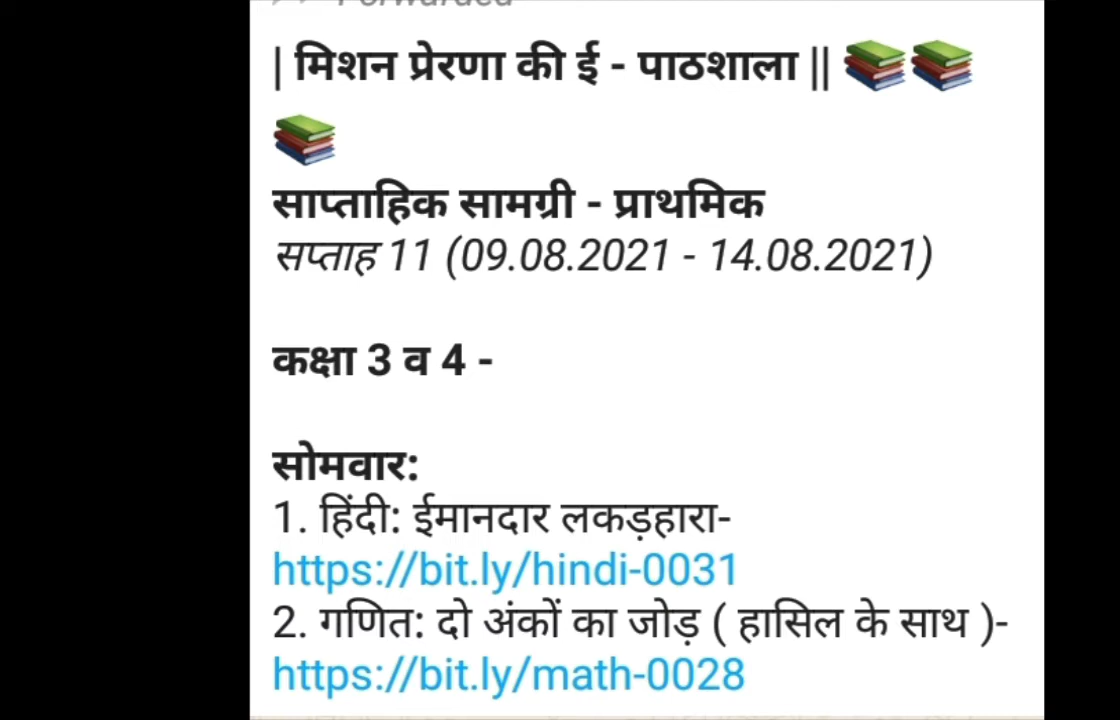 Forwarded
| मिशन प्रेरणा की ई - पाठशाला || 📚📚
📚
साप्ताहिक सामग्री - प्राथमिक
सप्ताह 11 (09.08.2021 - 14.08.2021)
कक्षा 3 व 4 -
सोमवार:
1. हिंदी: ईमानदार लकड़हारा-
https://bit.ly/hindi-0031
2. गणित: दो अंकों का जोड़ ( हासिल के साथ )-
https://bit.ly/math-0028